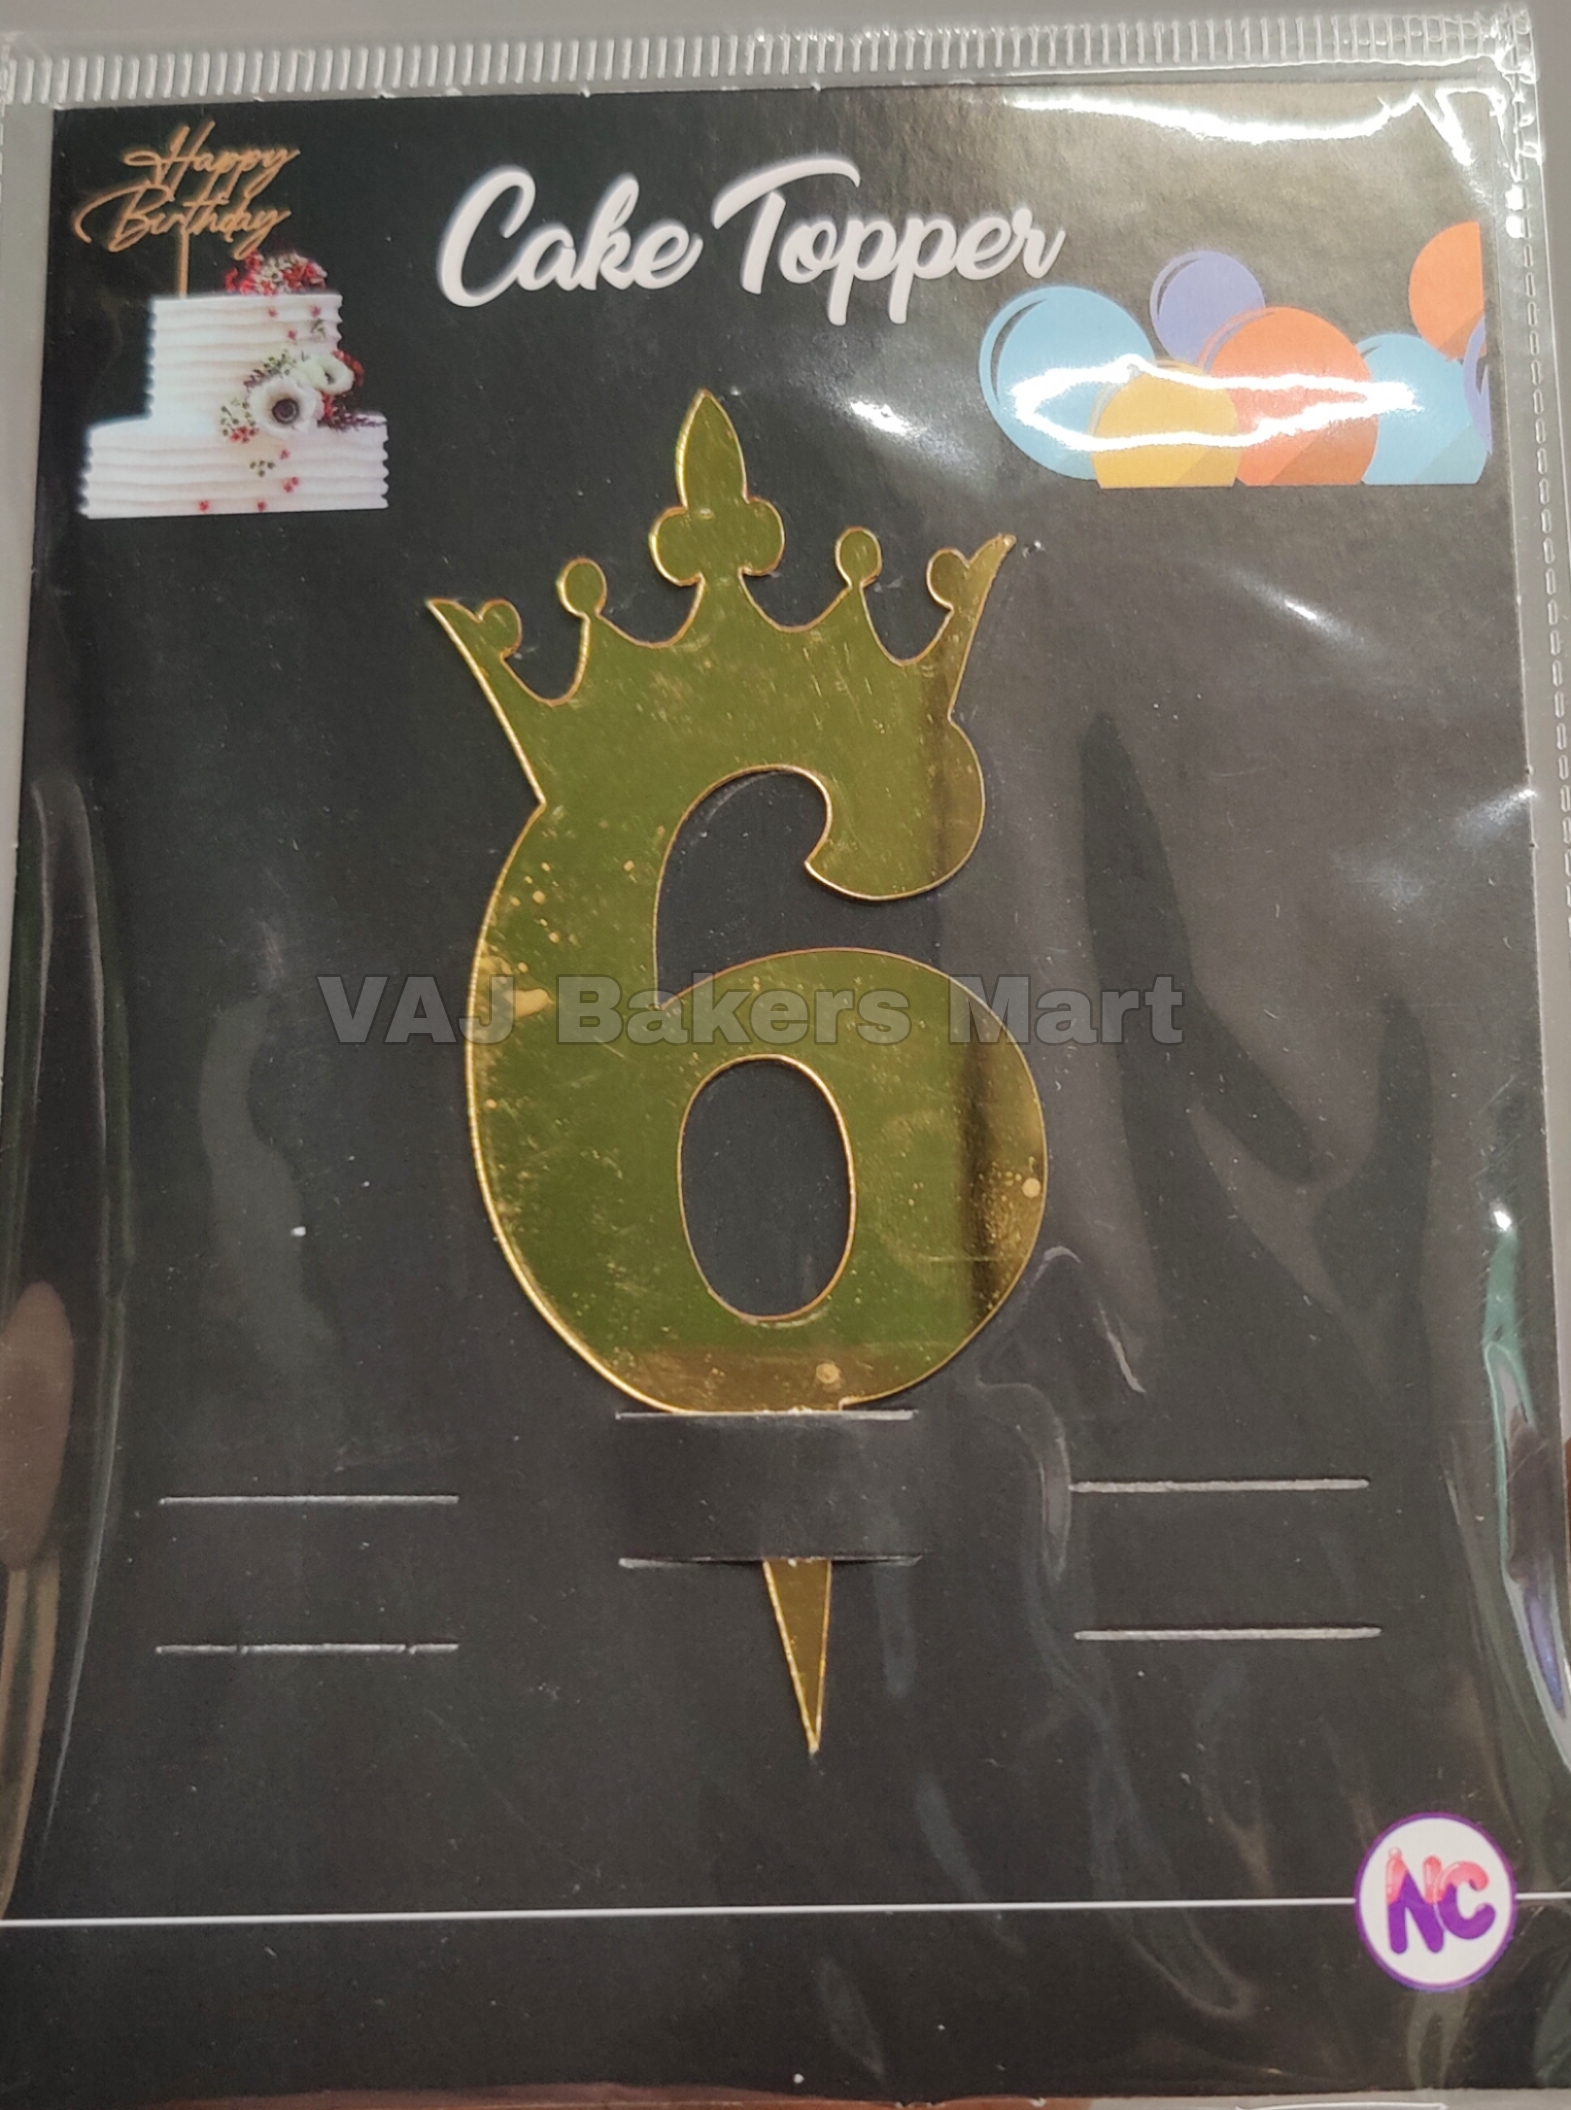 Happy
Birthday
Cake Topper
6
VAJ Bakers Mart
NC